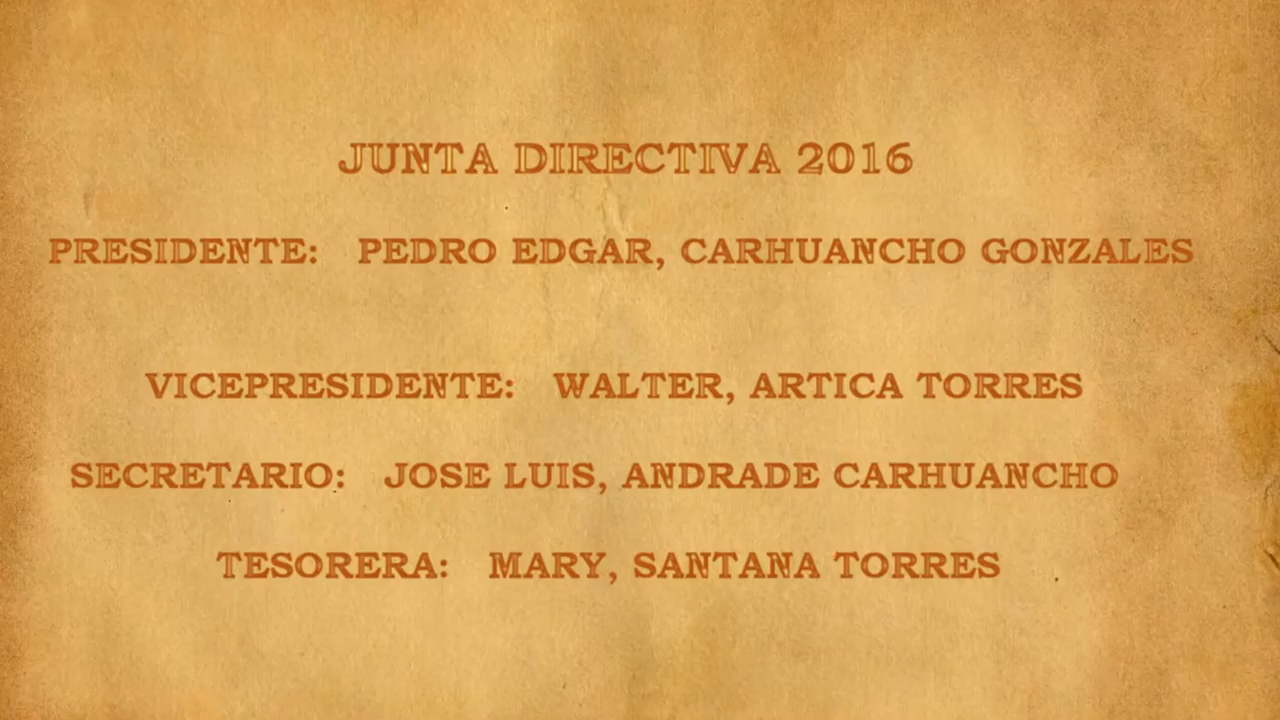 JUNTA DIRECTIVA 2016
PRESIDENTE: PEDRO EDGAR, CARHUANCHO GONZALES
VICEPRESIDENTE: WALTER, ARTICA TORRES
SECRETARIO: JOSE LUIS, ANDRADE CARHUANCHO
TESORERA: MARY, SANTANA TORRES